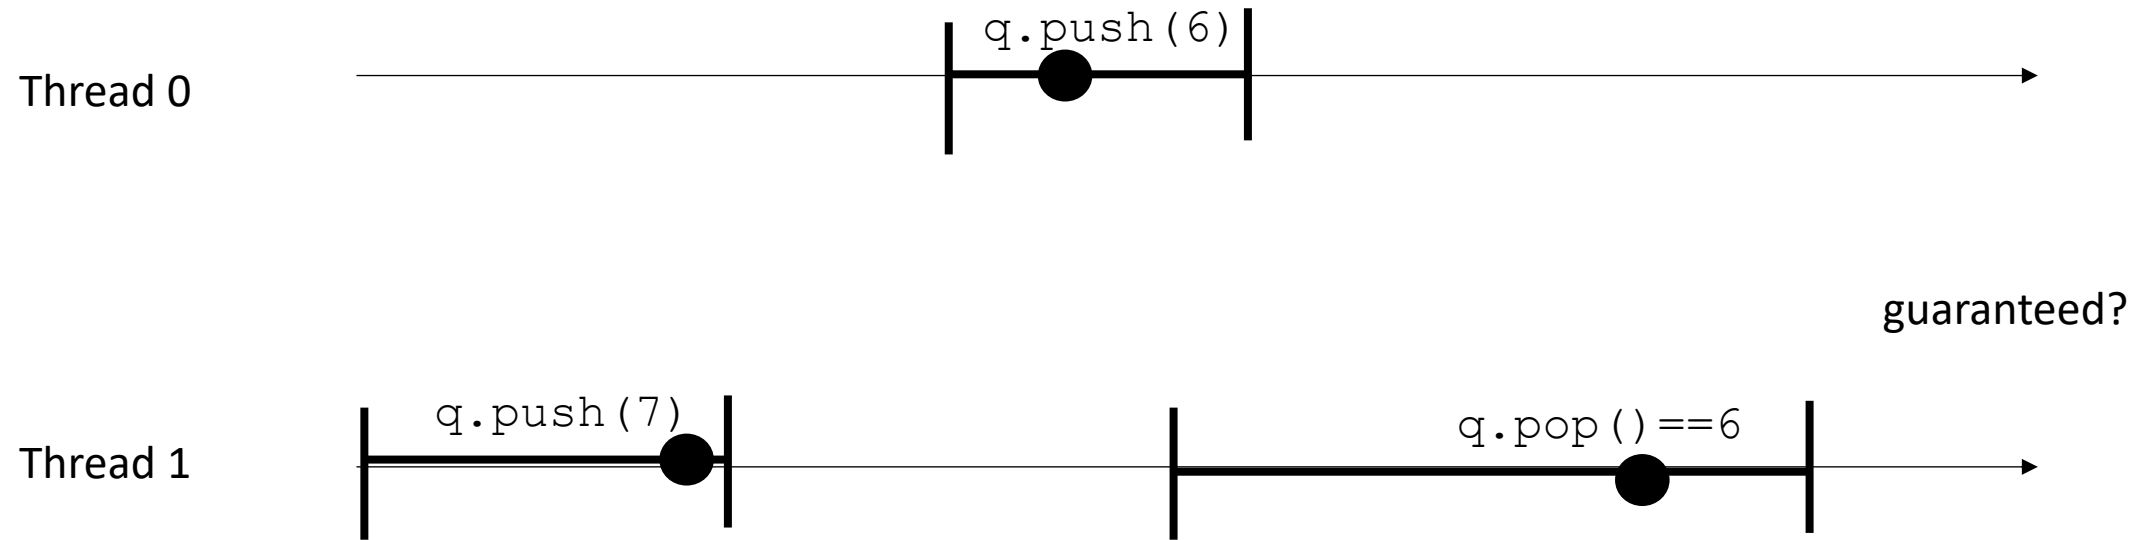 q.push(6)
Thread 0
guaranteed?
q.push(7)
q.pop()==6
Thread 1